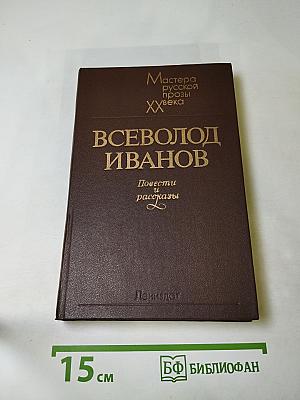 Мастера
русской
прозы
XX века
ВСЕВОЛОД
ИВАНОВ
Повести
и
рассказы
Лениздат
15 см
БФ БИБЛИОФАН